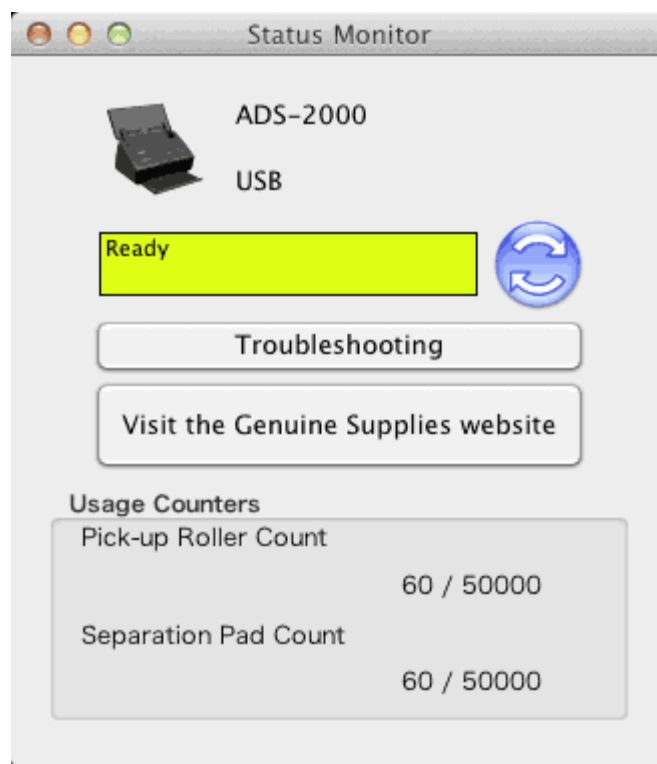 Status Monitor
ADS-2000
USB
Ready
Troubleshooting
Visit the Genuine Supplies website
Usage Counters
Pick-up Roller Count
60 / 50000
Separation Pad Count
60 / 50000